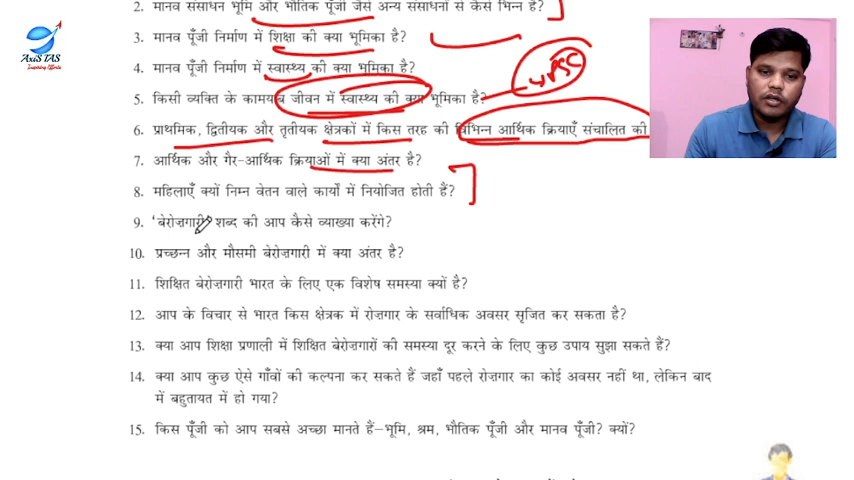 AxiS IAS
Inspiring Efforts
2. मानव संसाधन भूमि और भौतिक पूँजी जैसे अन्य संसाधनों से कैसे भिन्न है?
3. मानव पूँजी निर्माण में शिक्षा की क्या भूमिका है?
4. मानव पूँजी निर्माण में स्वास्थ्य की क्या भूमिका है?
UPSC
5. किसी व्यक्ति के कामयाब जीवन में स्वास्थ्य की क्या भूमिका है?
6. प्राथमिक, द्वितीयक और तृतीयक क्षेत्रकों में किस तरह की विभिन्न आर्थिक क्रियाएँ संचालित की
7. आर्थिक और गैर-आर्थिक क्रियाओं में क्या अंतर है?
8. महिलाएँ क्यों निम्न वेतन वाले कार्यों में नियोजित होती हैं?
9. 'बेरोज़गारी' शब्द की आप कैसे व्याख्या करेंगे?
10. प्रच्छन्न और मौसमी बेरोज़गारी में क्या अंतर है?
11. शिक्षित बेरोज़गारी भारत के लिए एक विशेष समस्या क्यों है?
12. आप के विचार से भारत किस क्षेत्रक में रोज़गार के सर्वाधिक अवसर सृजित कर सकता है?
13. क्या आप शिक्षा प्रणाली में शिक्षित बेरोज़गारों की समस्या दूर करने के लिए कुछ उपाय सुझा सकते हैं?
14. क्या आप कुछ ऐसे गाँवों की कल्पना कर सकते हैं जहाँ पहले रोज़गार का कोई अवसर नहीं था, लेकिन बाद
में बहुतायत में हो गया?
15. किस पूँजी को आप सबसे अच्छा मानते हैं–भूमि, श्रम, भौतिक पूँजी और मानव पूँजी? क्यों?